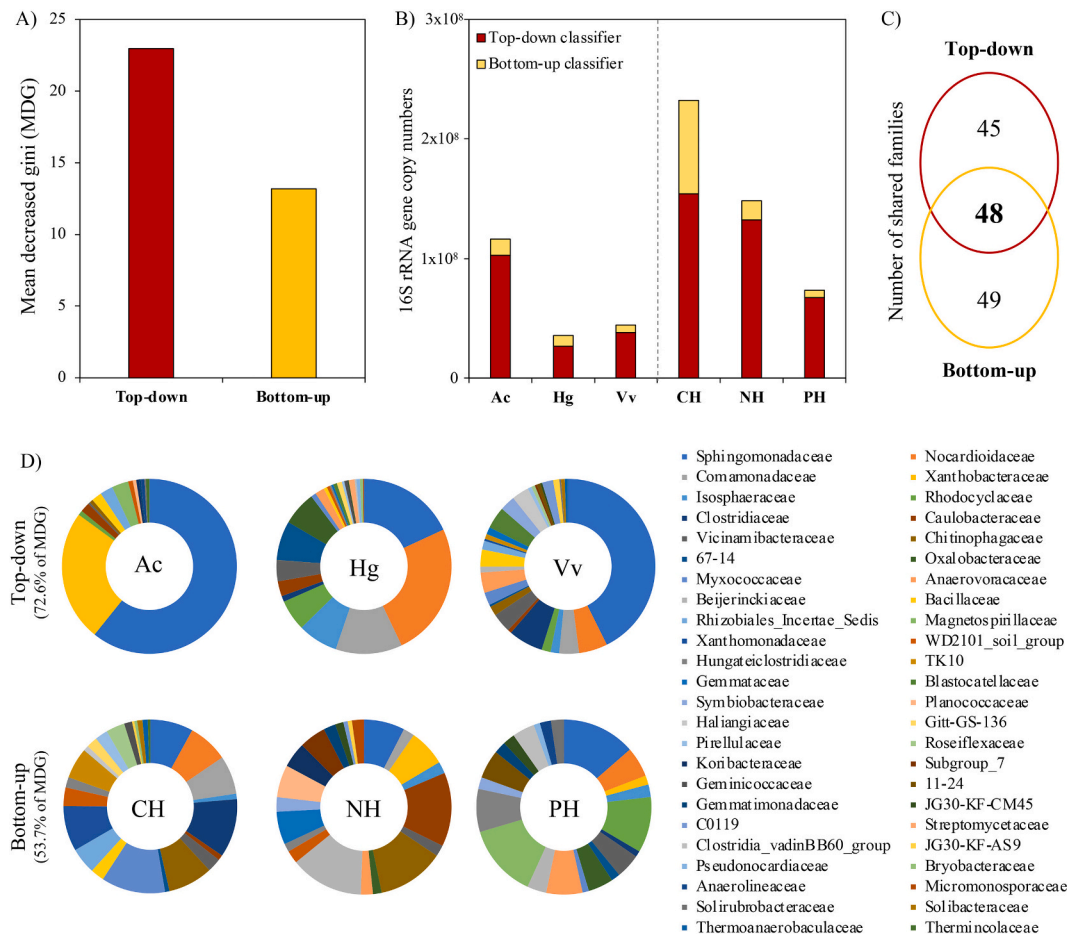 A)
Mean decreased gini (MDG)
25
20
15
10
5
0
Top-down
Bottom-up
B)
16S rRNA gene copy numbers
3x10⁸
2x10⁸
1x10⁸
0
Top-down classifier
Bottom-up classifier
Ac
Hg
Vv
CH
NH
PH
C)
Number of shared families
Top-down
45
48
49
Bottom-up
D)
Top-down
(72.6% of MDG)
Ac
Hg
Vv
Bottom-up
(53.7% of MDG)
CH
NH
PH
Sphingomonadaceae
Nocardioidaceae
Comamonadaceae
Xanthobacteraceae
Isosphaeraceae
Rhodocyclaceae
Clostridiaceae
Caulobacteraceae
Vicinamibacteraceae
Chitinophagaceae
67-14
Oxalobacteraceae
Myxococcaceae
Anaerovoracaceae
Beijerinckiaceae
Bacillaceae
Rhizobiales_Incertae_Sedis
Magnetospirillaceae
Xanthomonadaceae
WD2101_soil_group
Hungateiclostridiaceae
TK10
Gemmataceae
Blastocatellaceae
Symbiobacteraceae
Planococcaceae
Haliangiaceae
Gitt-GS-136
Pirellulaceae
Roseiflexaceae
Koribacteraceae
Subgroup_7
Geminicoccaceae
11-24
Gemmatimonadaceae
JG30-KF-CM45
C0119
Streptomycetaceae
Clostridia_vadinBB60_group
JG30-KF-AS9
Pseudonocardiaceae
Bryobacteraceae
Anaerolineaceae
Micromonosporaceae
Solirubrobacteraceae
Solibacteraceae
Thermoanaerobaculaceae
Thermincolaceae